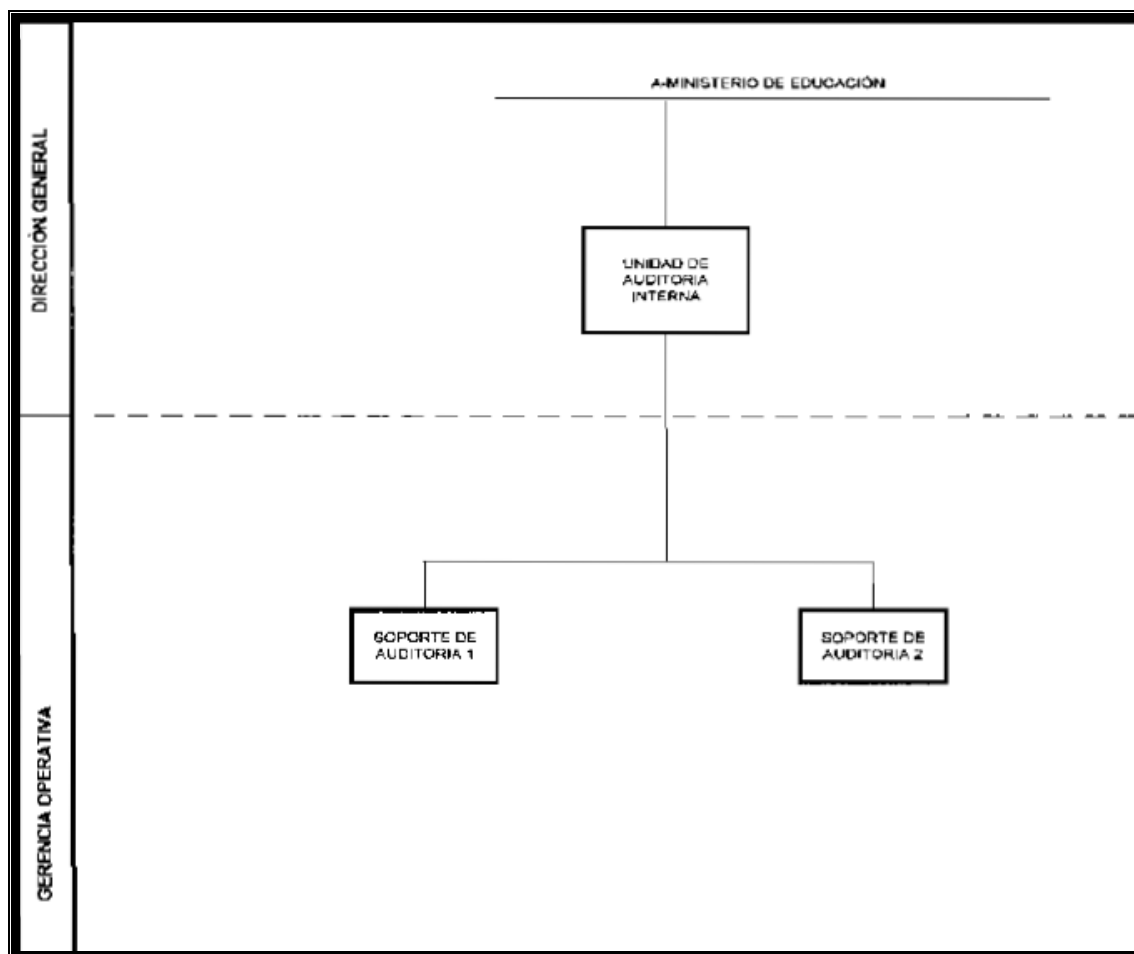 A-MINISTERIO DE EDUCACIÓN
DIRECCIÓN GENERAL
UNIDAD DE
AUDITORIA
INTERNA
SOPORTE DE
AUDITORIA 1
SOPORTE DE
AUDITORIA 2
GERENCIA OPERATIVA